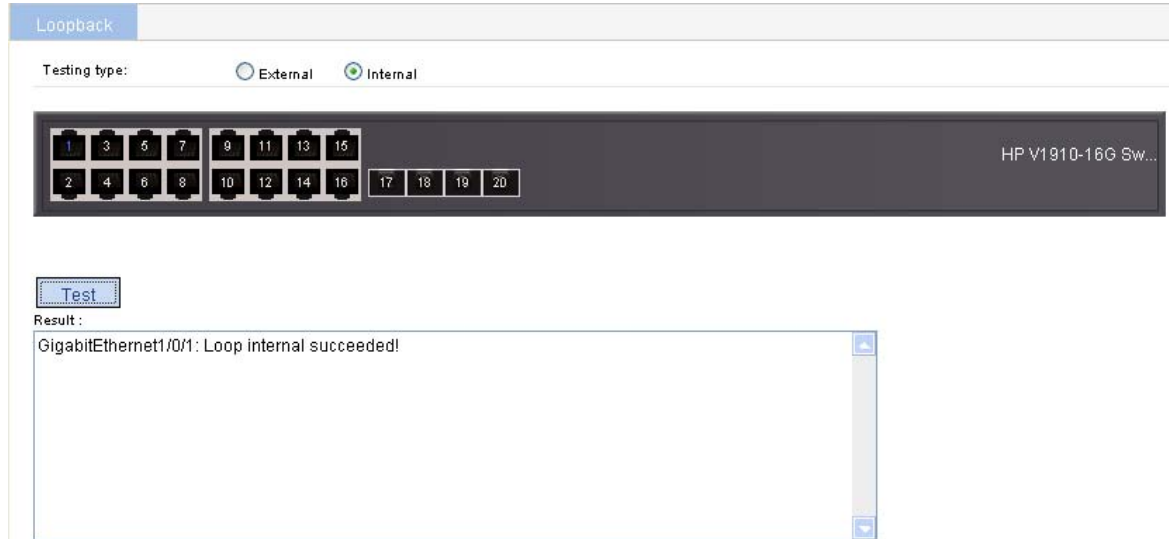 Loopback
Testing type: External Internal
1 3 5 7 9 11 13 15
HP V1910-16G Sw...
2 4 6 8 10 12 14 16 17 18 19 20
Test
Result :
GigabitEthernet1/0/1: Loop internal succeeded!